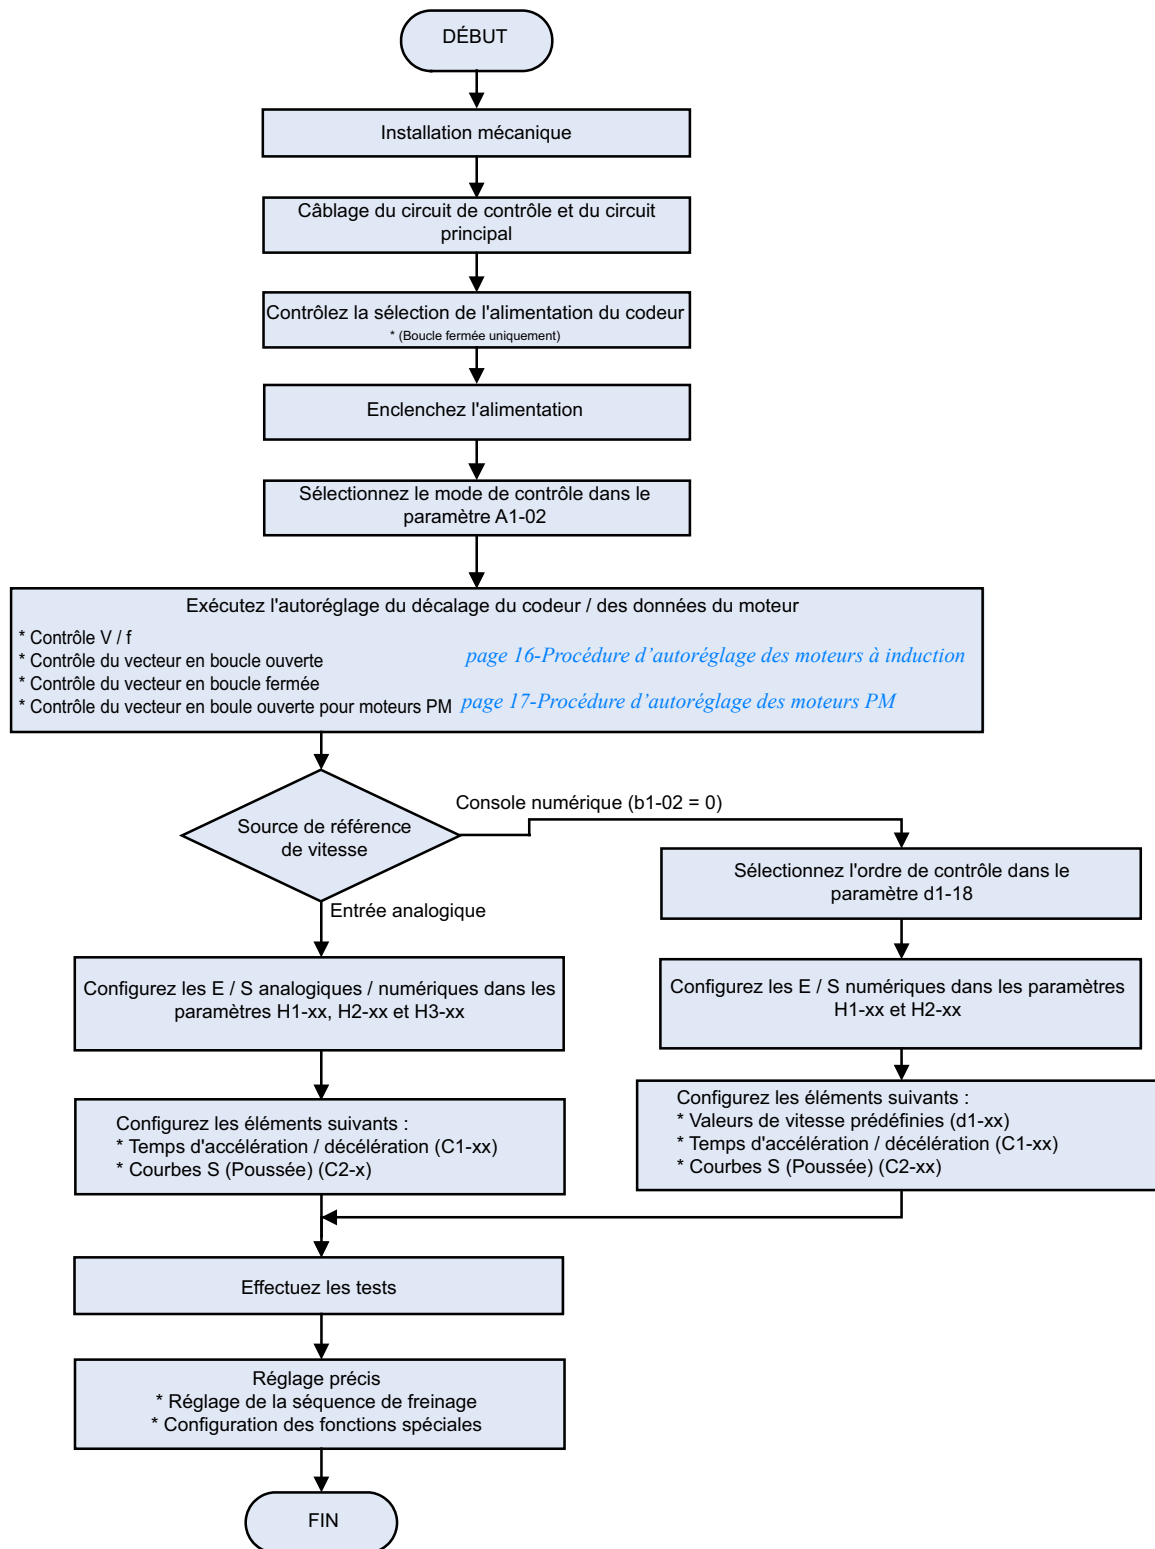 DÉBUT
Installation mécanique
Câblage du circuit de contrôle et du circuit
principal
Contrôlez la sélection de l'alimentation du codeur
* (Boucle fermée uniquement)
Enclenchez l'alimentation
Sélectionnez le mode de contrôle dans le
paramètre A1-02
Exécutez l'autoréglage du décalage du codeur / des données du moteur
* Contrôle V / f
* Contrôle du vecteur en boucle ouverte
page 16-Procédure d'autoréglage des moteurs à induction
* Contrôle du vecteur en boucle fermée
* Contrôle du vecteur en boule ouverte pour moteurs PM
page 17-Procédure d'autoréglage des moteurs PM
Source de référence
de vitesse
Console numérique (b1-02 = 0)
Entrée analogique
Sélectionnez l'ordre de contrôle dans le
paramètre d1-18
Configurez les E / S analogiques / numériques dans les
paramètres H1-xx, H2-xx et H3-xx
Configurez les E / S numériques dans les paramètres
H1-xx et H2-xx
Configurez les éléments suivants :
* Temps d'accélération / décélération (C1-xx)
* Courbes S (Poussée) (C2-x)
Configurez les éléments suivants :
* Valeurs de vitesse prédéfinies (d1-xx)
* Temps d'accélération / décélération (C1-xx)
* Courbes S (Poussée) (C2-xx)
Effectuez les tests
Réglage précis
* Réglage de la séquence de freinage
* Configuration des fonctions spéciales
FIN